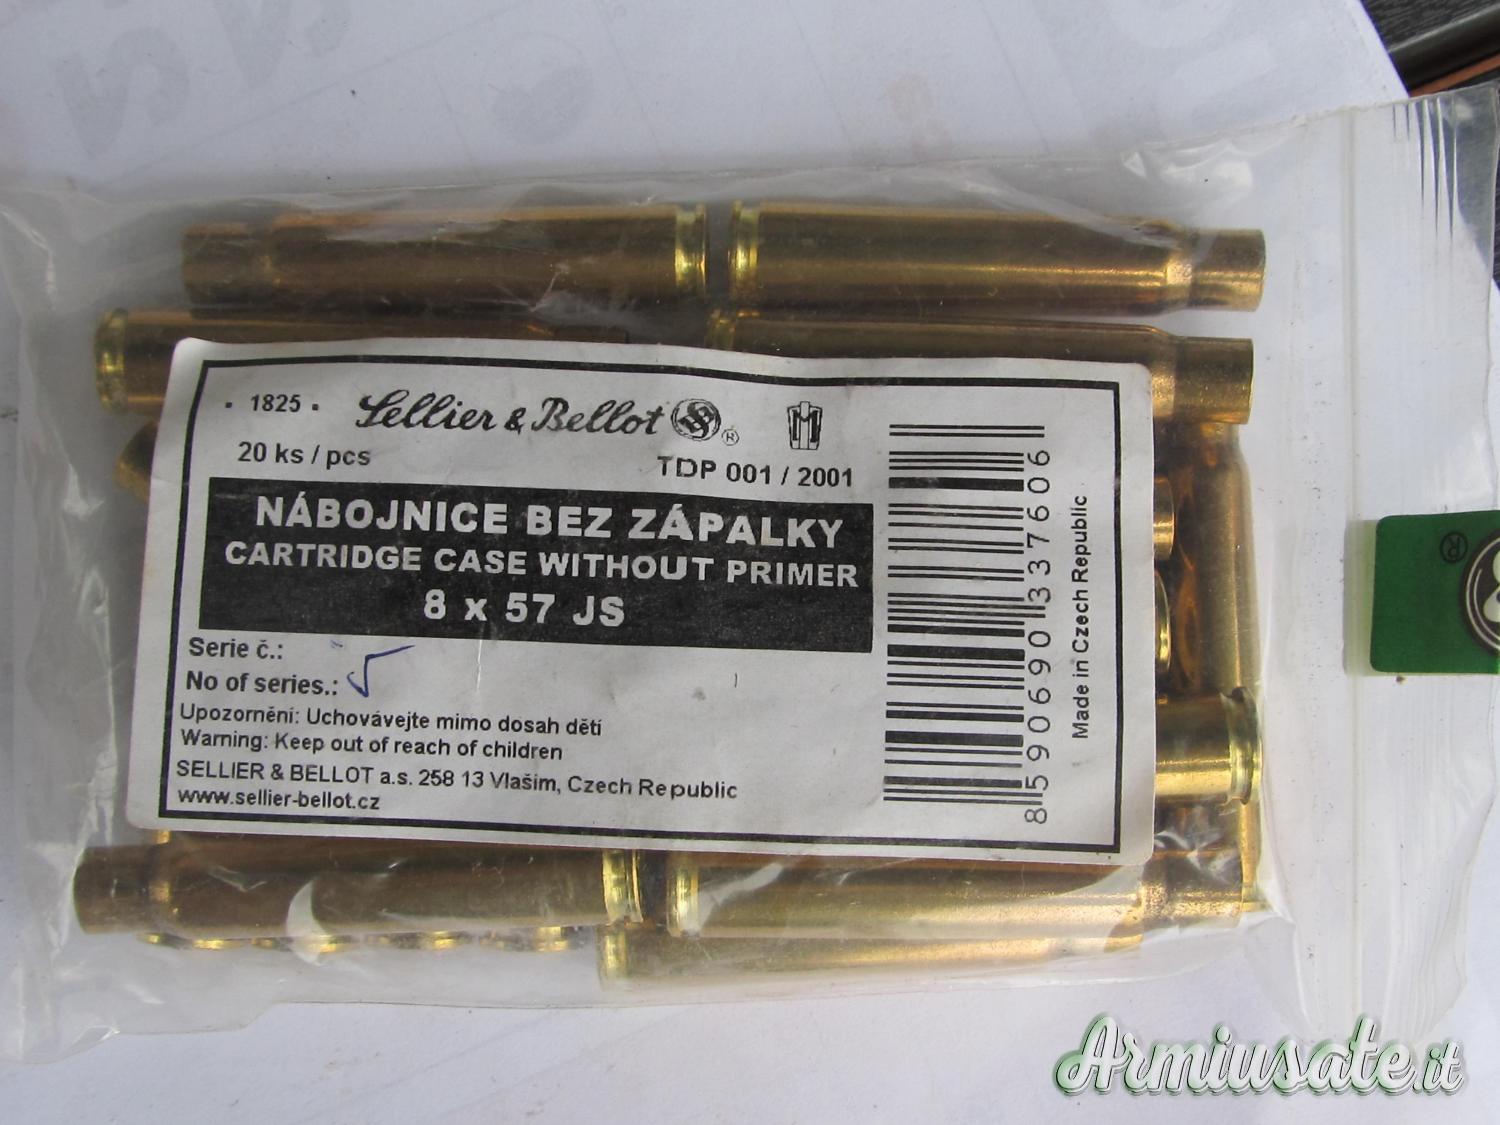 · 1825 · Sellier & Bellot ®
20 ks / pcs
TDP 001 / 2001
NÁBOJNICE BEZ ZÁPALKY
CARTRIDGE CASE WITHOUT PRIMER
8 x 57 JS
Serie č.:
No of series.: 5
Upozornění: Uchovávejte mimo dosah dětí
Warning: Keep out of reach of children
SELLIER & BELLOT a.s. 258 13 Vlašim, Czech Republic
www.sellier-bellot.cz
8590690337606
Made in Czech Republic
®
Armiusate.it